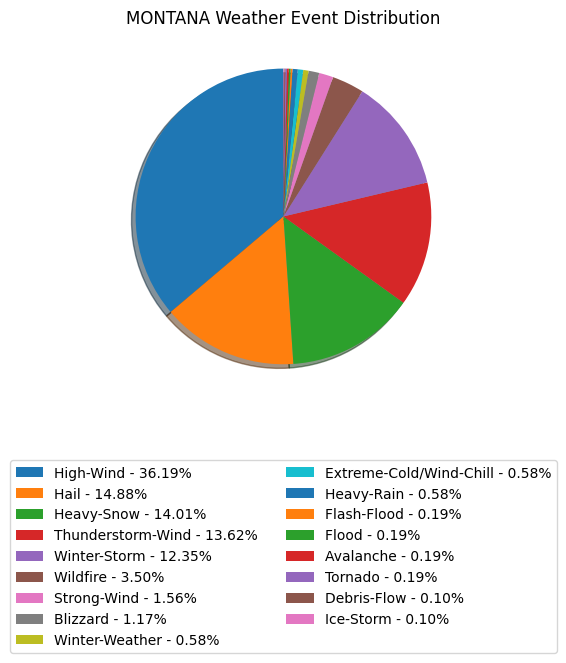 MONTANA Weather Event Distribution
High-Wind - 36.19%
Hail - 14.88%
Heavy-Snow - 14.01%
Thunderstorm-Wind - 13.62%
Winter-Storm - 12.35%
Wildfire - 3.50%
Strong-Wind - 1.56%
Blizzard - 1.17%
Winter-Weather - 0.58%
Extreme-Cold/Wind-Chill - 0.58%
Heavy-Rain - 0.58%
Flash-Flood - 0.19%
Flood - 0.19%
Avalanche - 0.19%
Tornado - 0.19%
Debris-Flow - 0.10%
Ice-Storm - 0.10%